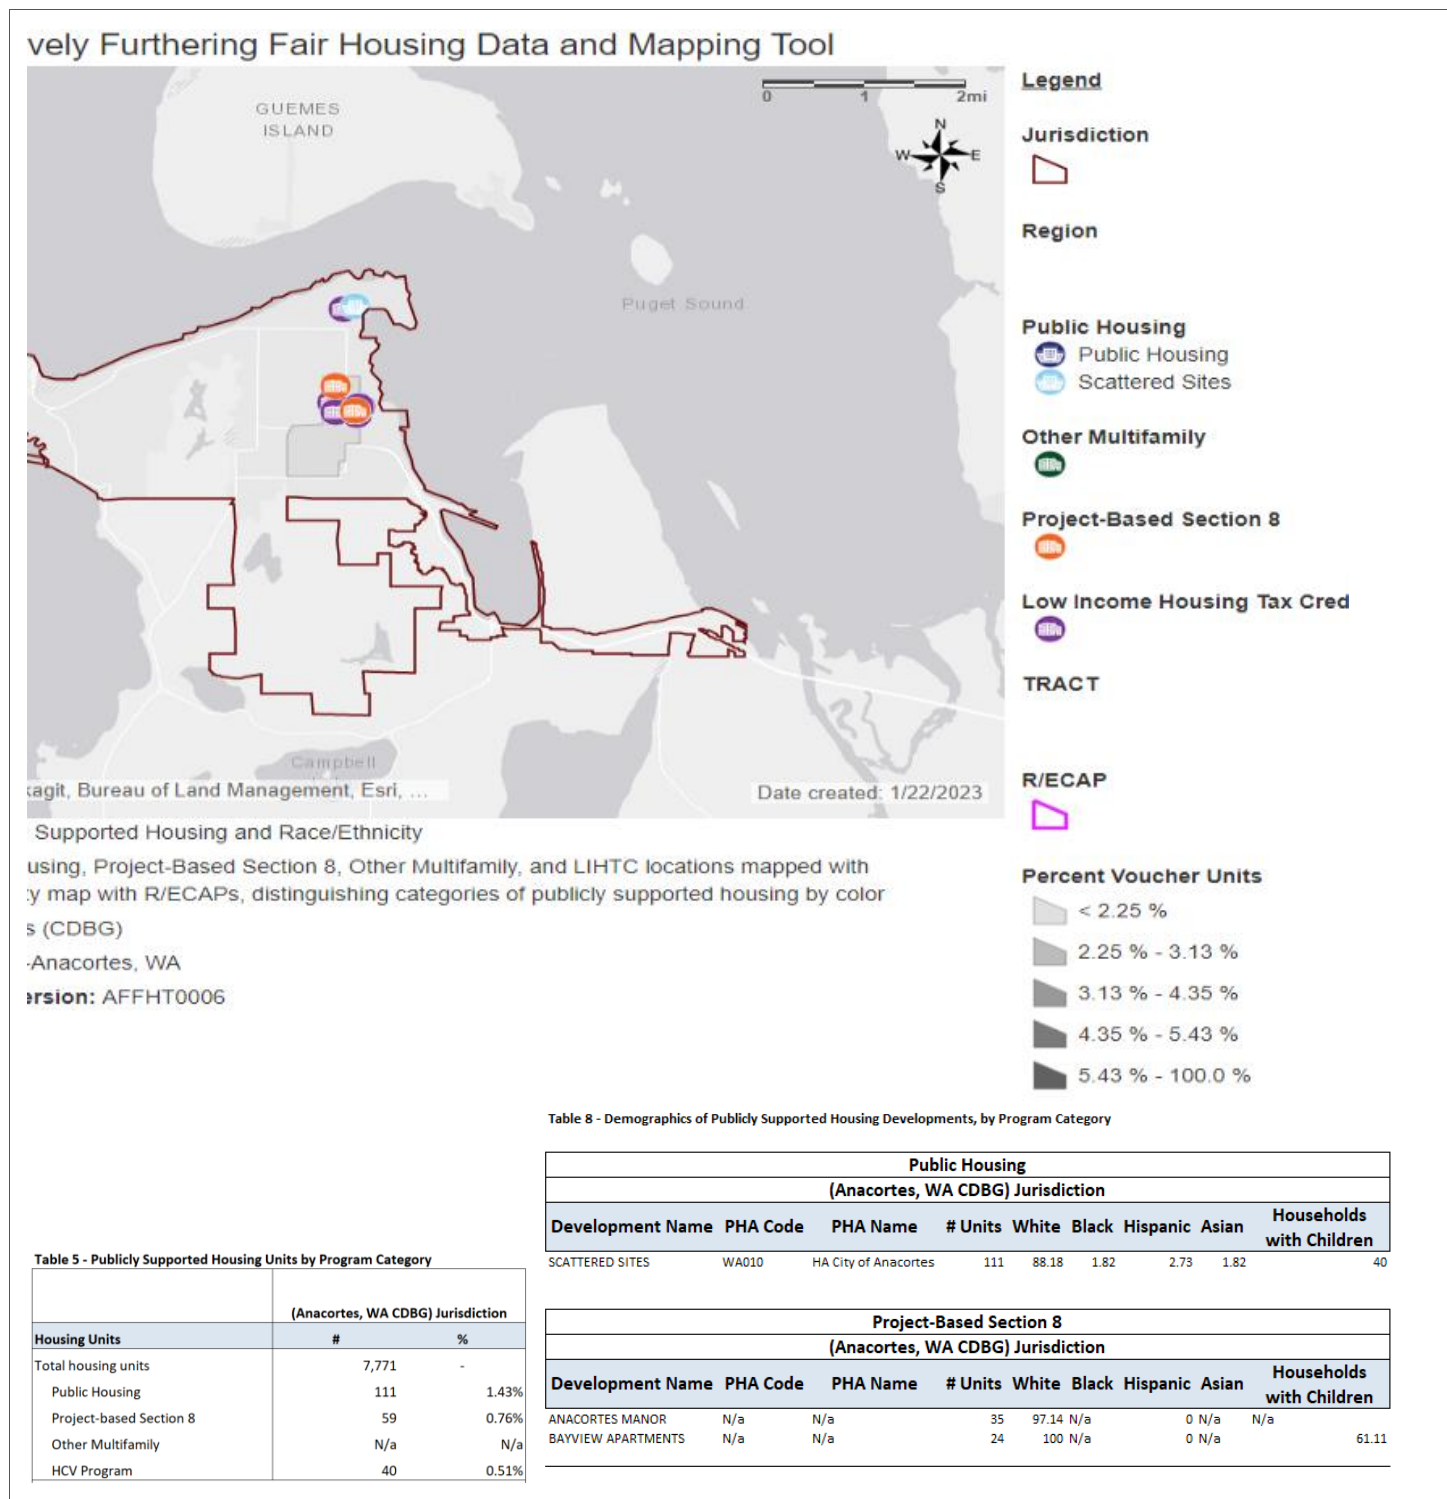 vely Furthering Fair Housing Data and Mapping Tool
GUEMES
ISLAND
0 1 2mi
N
W E
S
Puget Sound
Campbell
kagit, Bureau of Land Management, Esri, ...
Date created: 1/22/2023
Legend
Jurisdiction
Region
Public Housing
Public Housing
Scattered Sites
Other Multifamily
Project-Based Section 8
Low Income Housing Tax Cred
TRACT
R/ECAP
Percent Voucher Units
< 2.25 %
2.25 % - 3.13 %
3.13 % - 4.35 %
4.35 % - 5.43 %
5.43 % - 100.0 %
Supported Housing and Race/Ethnicity
using, Project-Based Section 8, Other Multifamily, and LIHTC locations mapped with
y map with R/ECAPs, distinguishing categories of publicly supported housing by color
s (CDBG)
-Anacortes, WA
ersion: AFFHT0006
Table 5 - Publicly Supported Housing Units by Program Category
(Anacortes, WA CDBG) Jurisdiction
Housing Units # %
Total housing units 7,771 -
Public Housing 111 1.43%
Project-based Section 8 59 0.76%
Other Multifamily N/a N/a
HCV Program 40 0.51%
Table 8 - Demographics of Publicly Supported Housing Developments, by Program Category
Public Housing
(Anacortes, WA CDBG) Jurisdiction
Development Name PHA Code PHA Name # Units White Black Hispanic Asian Households with Children
SCATTERED SITES WA010 HA City of Anacortes 111 88.18 1.82 2.73 1.82 40
Project-Based Section 8
(Anacortes, WA CDBG) Jurisdiction
Development Name PHA Code PHA Name # Units White Black Hispanic Asian Households with Children
ANACORTES MANOR N/a N/a 35 97.14 N/a 0 N/a N/a
BAYVIEW APARTMENTS N/a N/a 24 100 N/a 0 N/a 61.11